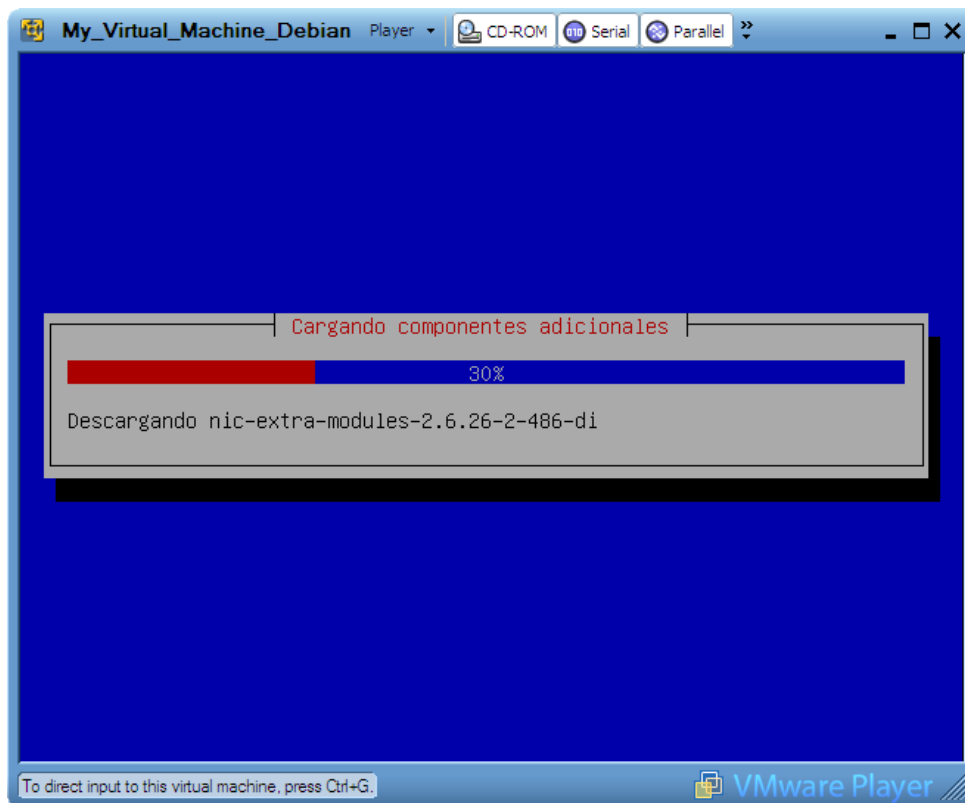 My_Virtual_Machine_Debian Player CD-ROM 010 Serial Parallel
Cargando componentes adicionales
30%
Descargando nic-extra-modules-2.6.26-2-486-di
To direct input to this virtual machine, press Ctrl+G. VMware Player